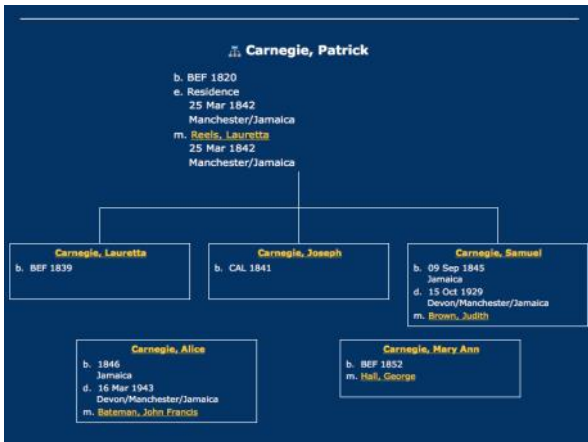 Carnegie, Patrick
b. BEF 1820
e. Residence
25 Mar 1842
Manchester/Jamaica
m. Reels, Lauretta
25 Mar 1842
Manchester/Jamaica
Carnegie, Lauretta
b. BEF 1839
Carnegie, Joseph
b. CAL 1841
Carnegie, Samuel
b. 09 Sep 1845
Jamaica
d. 15 Oct 1929
Devon/Manchester/Jamaica
m. Brown, Judith
Carnegie, Alice
b. 1846
Jamaica
d. 16 Mar 1943
Devon/Manchester/Jamaica
m. Bateman, John Francis
Carnegie, Mary Ann
b. BEF 1852
m. Hall, George